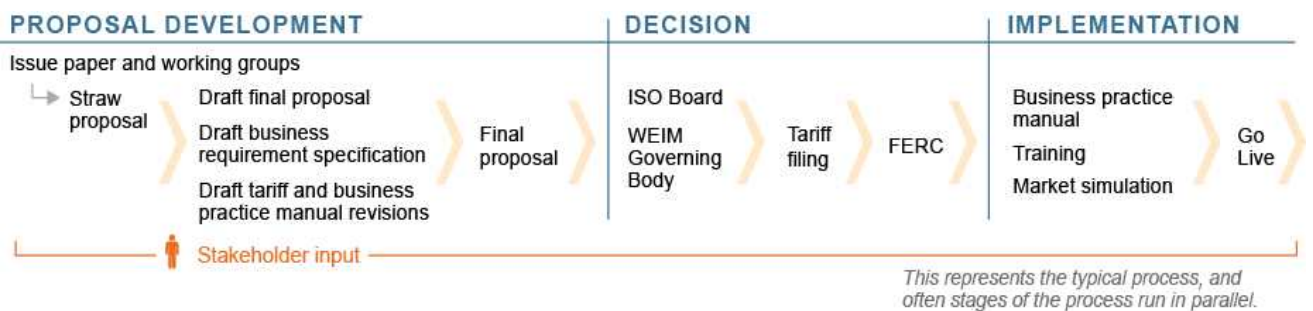 PROPOSAL DEVELOPMENT
Issue paper and working groups
Straw
proposal
Draft final proposal
Draft business
requirement specification
Draft tariff and business
practice manual revisions
Final
proposal
DECISION
ISO Board
WEIM
Governing
Body
Tariff
filing
FERC
IMPLEMENTATION
Business practice
manual
Training
Market simulation
Go
Live
Stakeholder input
This represents the typical process, and
often stages of the process run in parallel.